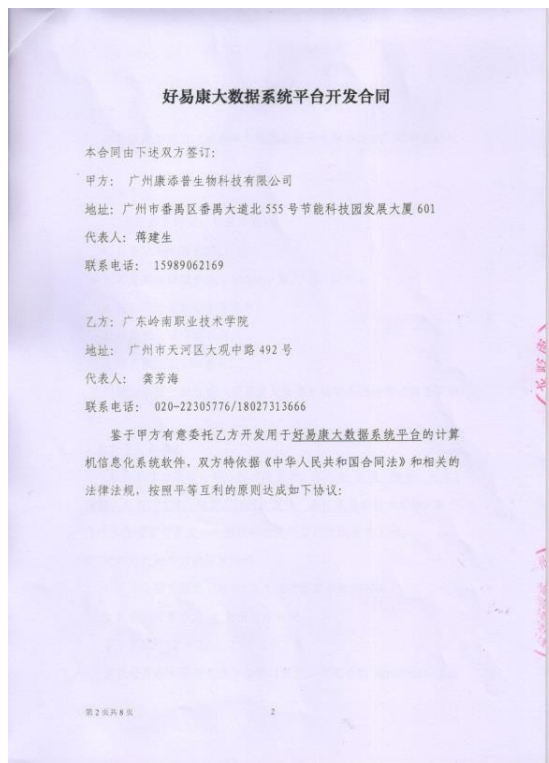 好易康大数据系统平台开发合同
本合同由下述双方签订：
甲方： 广州康添普生物科技有限公司
地址：广州市番禺区番禺大道北 555 号节能科技园发展大厦 601
代表人：蒋建生
联系电话： 15989062169
乙方：广东岭南职业技术学院
地址： 广州市天河区大观中路 492 号
代表人： 龚芳海
联系电话： 020-22305776/18027313666
鉴于甲方有意委托乙方开发用于好易康大数据系统平台的计算
机信息化系统软件，双方特依据《中华人民共和国合同法》和相关的
法律法规，按照平等互利的原则达成如下协议：
第 2 页共 8 页 2